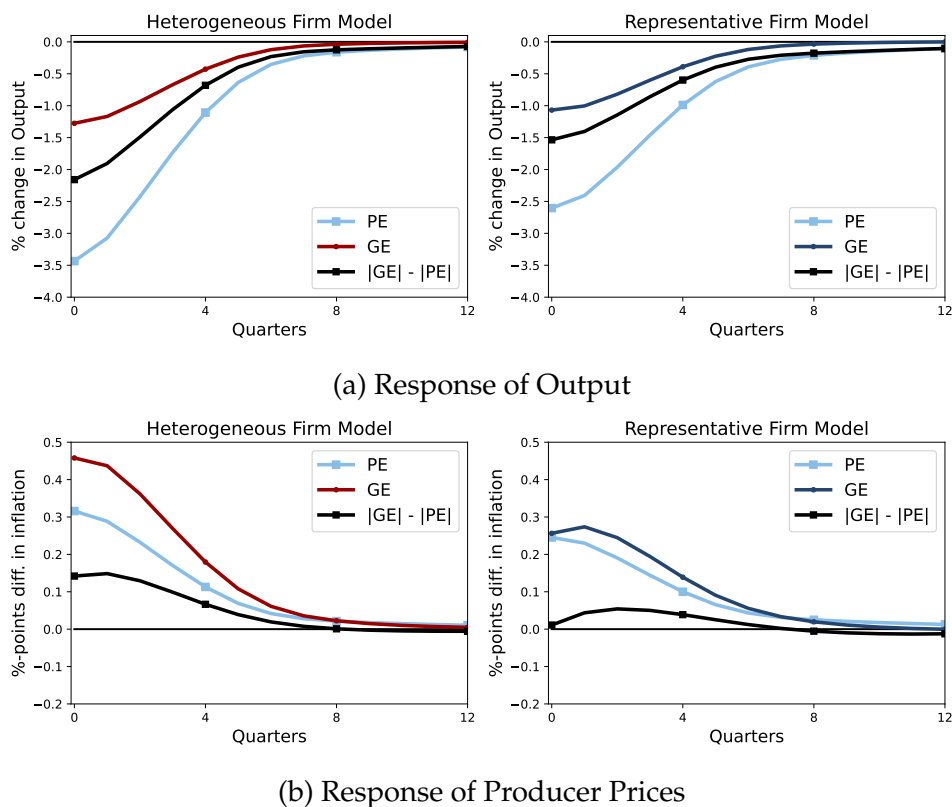 Heterogeneous Firm Model
Representative Firm Model
% change in Output
0.0
−0.5
−1.0
−1.5
−2.0
−2.5
−3.0
−3.5
−4.0
PE
GE
|GE| - |PE|
0 4 8 12
Quarters
% change in Output
0.0
−0.5
−1.0
−1.5
−2.0
−2.5
−3.0
−3.5
−4.0
PE
GE
|GE| - |PE|
0 4 8 12
Quarters
(a) Response of Output
Heterogeneous Firm Model
Representative Firm Model
%-points diff. in inflation
0.5
0.4
0.3
0.2
0.1
0.0
−0.1
−0.2
PE
GE
|GE| - |PE|
0 4 8 12
Quarters
%-points diff. in inflation
0.5
0.4
0.3
0.2
0.1
0.0
−0.1
−0.2
PE
GE
|GE| - |PE|
0 4 8 12
Quarters
(b) Response of Producer Prices